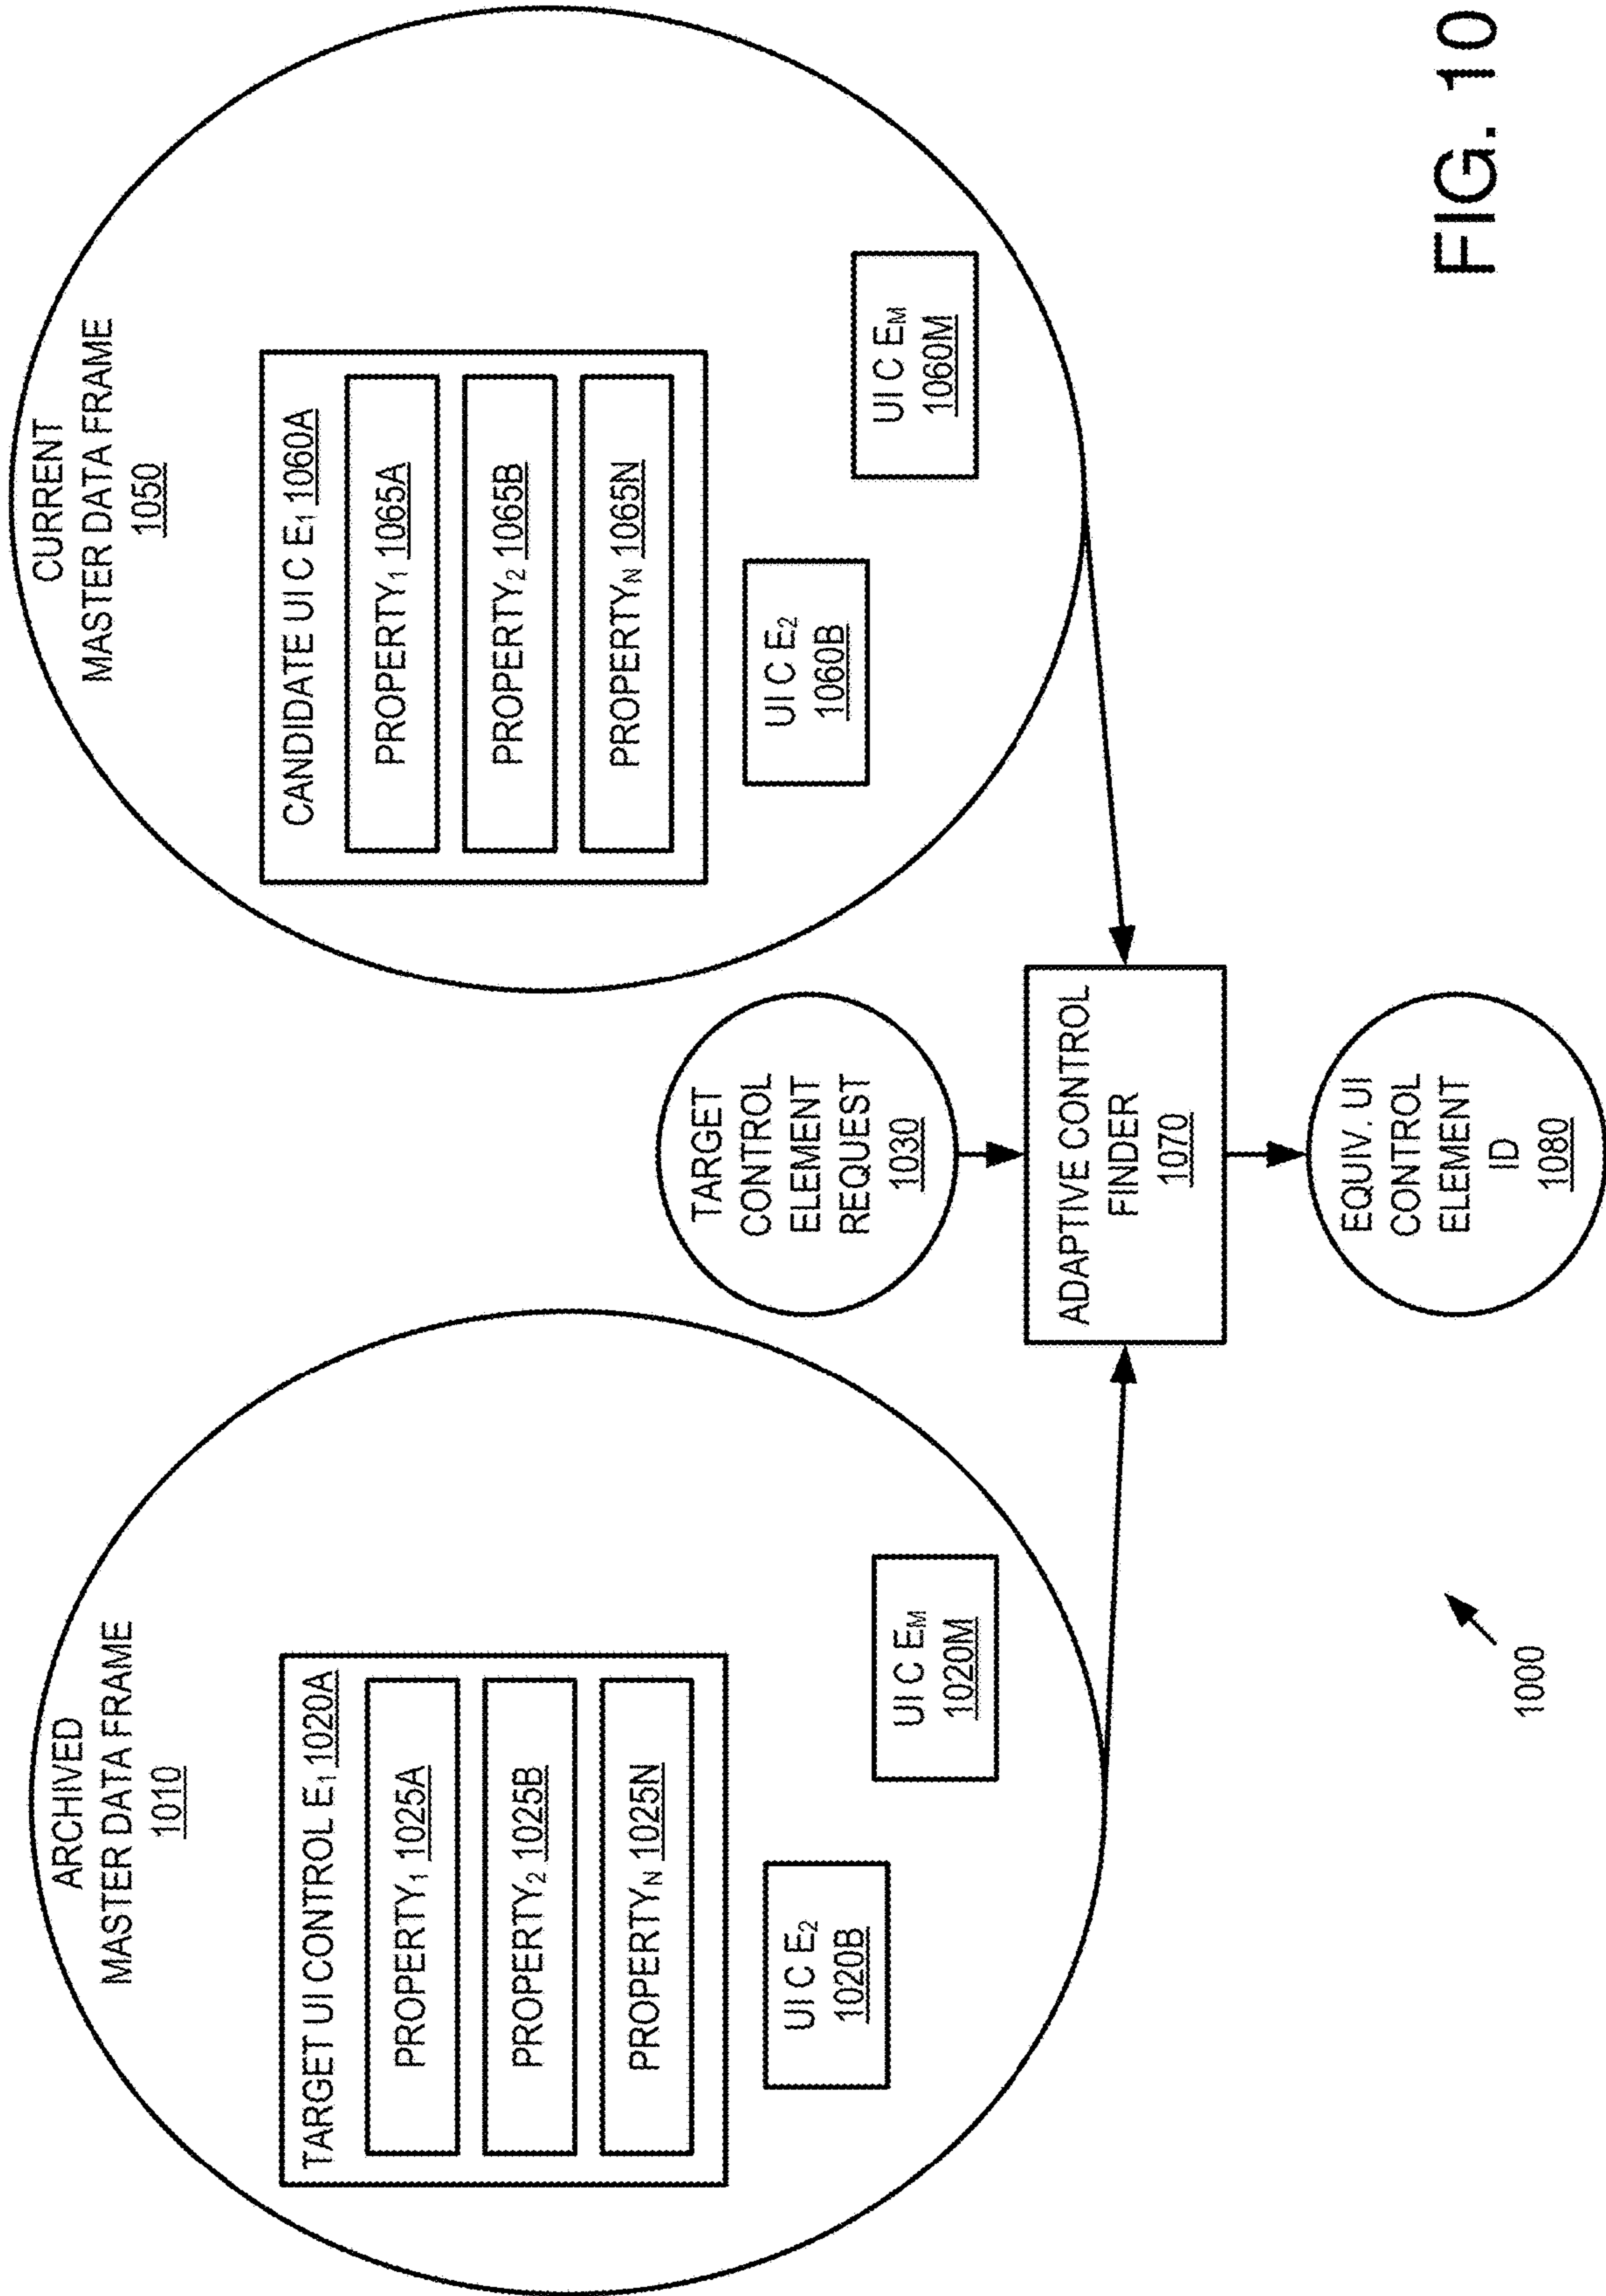 ARCHIVED
MASTER DATA FRAME
1010
TARGET UI CONTROL E₁ 1020A
PROPERTY₁ 1025A
PROPERTY₂ 1025B
PROPERTYN 1025N
UI C E₂
1020B
UI C EM
1020M
TARGET
CONTROL
ELEMENT
REQUEST
1030
CURRENT
MASTER DATA FRAME
1050
CANDIDATE UI C E₁ 1060A
PROPERTY₁ 1065A
PROPERTY₂ 1065B
PROPERTYN 1065N
UI C E₂
1060B
UI C EM
1060M
ADAPTIVE CONTROL
FINDER
1070
EQUIV. UI
CONTROL
ELEMENT
ID
1080
1000
FIG. 10